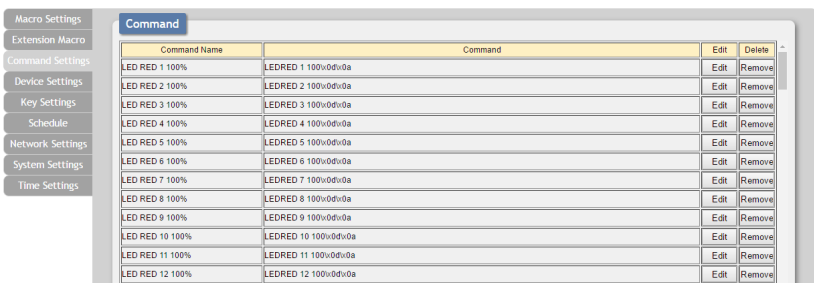 Macro Settings
Extension Macro
Command Settings
Device Settings
Key Settings
Schedule
Network Settings
System Settings
Time Settings
Command
Command Name Command Edit Delete
LED RED 1 100% LEDRED 1 100\x0d\x0a Edit Remove
LED RED 2 100% LEDRED 2 100\x0d\x0a Edit Remove
LED RED 3 100% LEDRED 3 100\x0d\x0a Edit Remove
LED RED 4 100% LEDRED 4 100\x0d\x0a Edit Remove
LED RED 5 100% LEDRED 5 100\x0d\x0a Edit Remove
LED RED 6 100% LEDRED 6 100\x0d\x0a Edit Remove
LED RED 7 100% LEDRED 7 100\x0d\x0a Edit Remove
LED RED 8 100% LEDRED 8 100\x0d\x0a Edit Remove
LED RED 9 100% LEDRED 9 100\x0d\x0a Edit Remove
LED RED 10 100% LEDRED 10 100\x0d\x0a Edit Remove
LED RED 11 100% LEDRED 11 100\x0d\x0a Edit Remove
LED RED 12 100% LEDRED 12 100\x0d\x0a Edit Remove